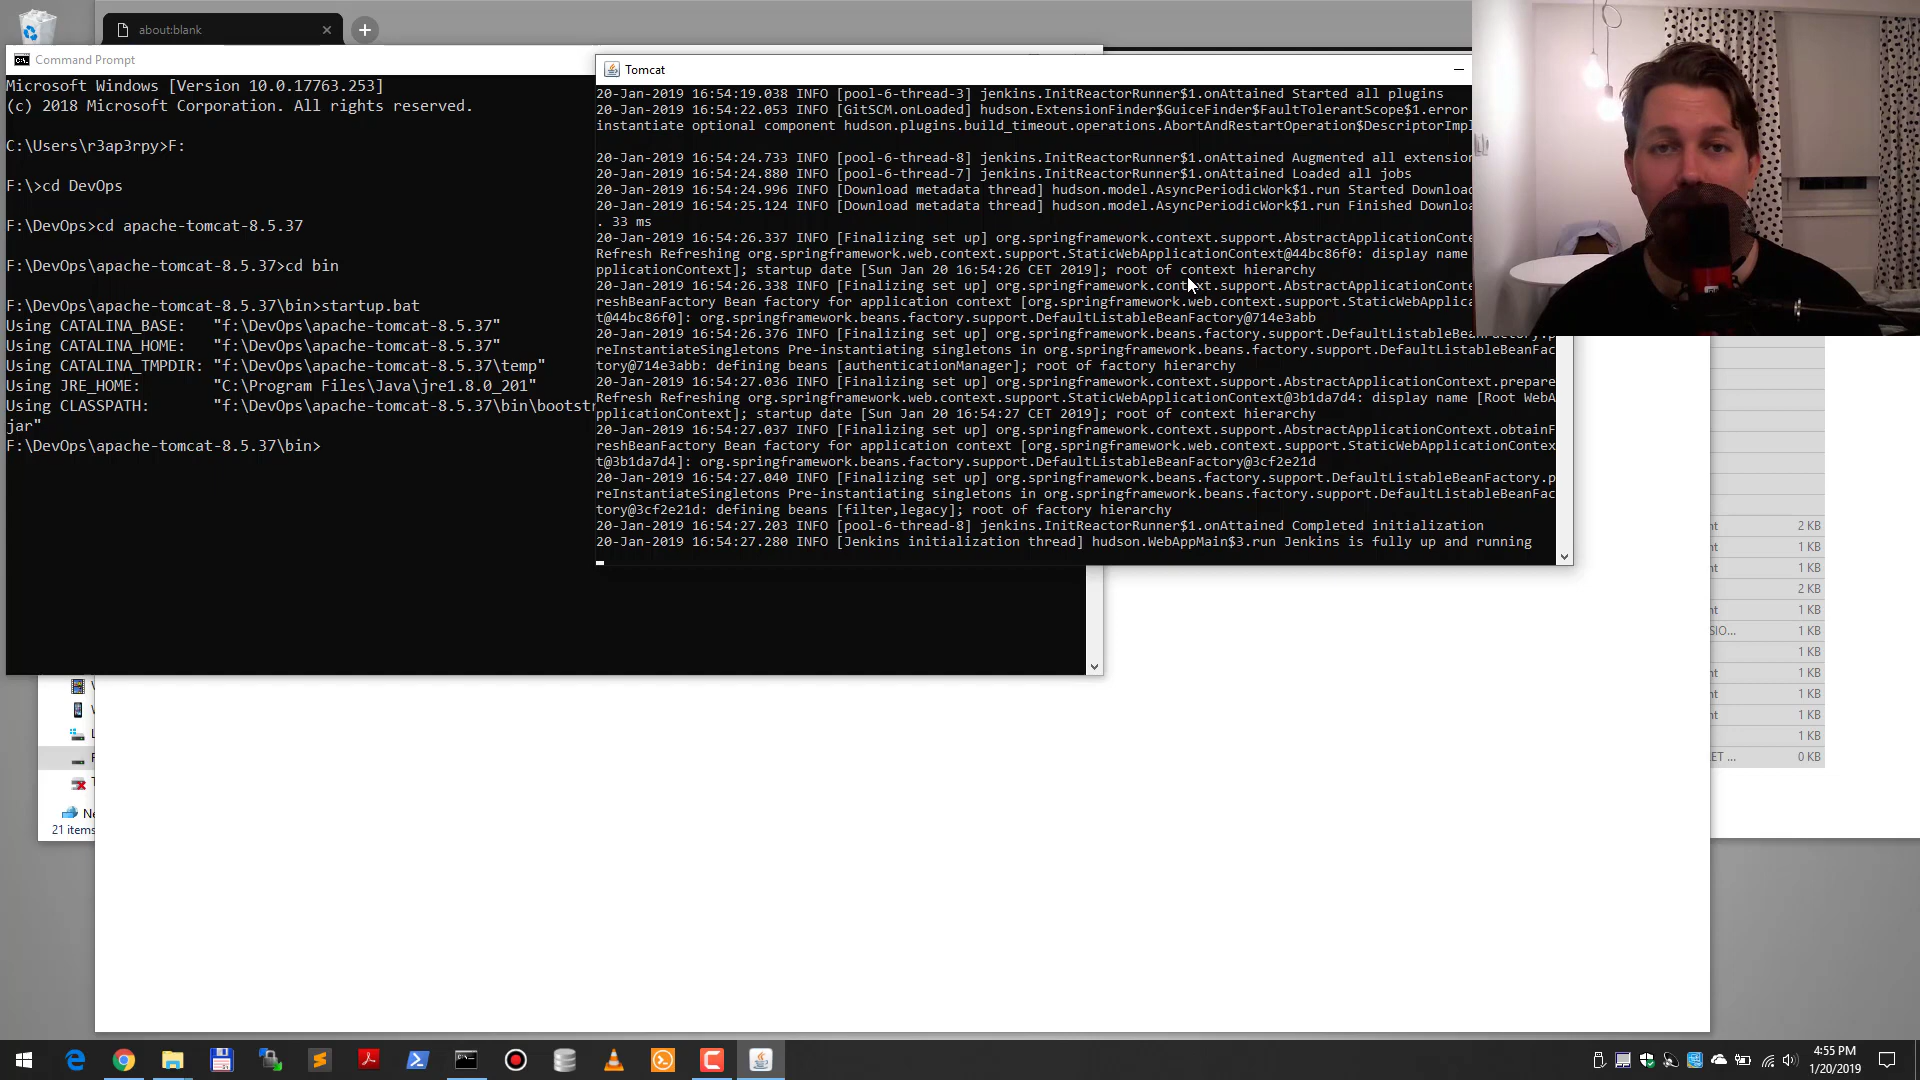 about:blank
Command Prompt
Microsoft Windows [Version 10.0.17763.253]
(c) 2018 Microsoft Corporation. All rights reserved.
C:\Users\r3ap3rpy>F:
F:\>cd DevOps
F:\DevOps>cd apache-tomcat-8.5.37
F:\DevOps\apache-tomcat-8.5.37>cd bin
F:\DevOps\apache-tomcat-8.5.37\bin>startup.bat
Using CATALINA_BASE:   "f:\DevOps\apache-tomcat-8.5.37"
Using CATALINA_HOME:   "f:\DevOps\apache-tomcat-8.5.37"
Using CATALINA_TMPDIR: "f:\DevOps\apache-tomcat-8.5.37\temp"
Using JRE_HOME:        "C:\Program Files\Java\jre1.8.0_201"
Using CLASSPATH:       "f:\DevOps\apache-tomcat-8.5.37\bin\bootstr
jar"
F:\DevOps\apache-tomcat-8.5.37\bin>
Tomcat
20-Jan-2019 16:54:19.038 INFO [pool-6-thread-3] jenkins.InitReactorRunner$1.onAttained Started all plugins
20-Jan-2019 16:54:22.053 INFO [GitSCM.onLoaded] hudson.ExtensionFinder$GuiceFinder$FaultTolerantScope$1.error
instantiate optional component hudson.plugins.build_timeout.operations.AbortAndRestartOperation$DescriptorImpl
20-Jan-2019 16:54:24.733 INFO [pool-6-thread-8] jenkins.InitReactorRunner$1.onAttained Augmented all extension
20-Jan-2019 16:54:24.880 INFO [pool-6-thread-7] jenkins.InitReactorRunner$1.onAttained Loaded all jobs
20-Jan-2019 16:54:24.996 INFO [Download metadata thread] hudson.model.AsyncPeriodicWork$1.run Started Downloa
20-Jan-2019 16:54:25.124 INFO [Download metadata thread] hudson.model.AsyncPeriodicWork$1.run Finished Downloa
. 33 ms
20-Jan-2019 16:54:26.337 INFO [Finalizing set up] org.springframework.context.support.AbstractApplicationConte
Refresh Refreshing org.springframework.web.context.support.StaticWebApplicationContext@44bc86f0: display name
pplicationContext]; startup date [Sun Jan 20 16:54:26 CET 2019]; root of context hierarchy
20-Jan-2019 16:54:26.338 INFO [Finalizing set up] org.springframework.context.support.AbstractApplicationConte
reshBeanFactory Bean factory for application context [org.springframework.web.context.support.StaticWebApplica
t@44bc86f0]: org.springframework.beans.factory.support.DefaultListableBeanFactory@714e3abb
20-Jan-2019 16:54:26.376 INFO [Finalizing set up] org.springframework.beans.factory.support.DefaultListableBeanFactory.p
reInstantiateSingletons Pre-instantiating singletons in org.springframework.beans.factory.support.DefaultListableBeanFac
tory@714e3abb: defining beans [authenticationManager]; root of factory hierarchy
20-Jan-2019 16:54:27.036 INFO [Finalizing set up] org.springframework.context.support.AbstractApplicationContext.prepare
Refresh Refreshing org.springframework.web.context.support.StaticWebApplicationContext@3b1da7d4: display name [Root WebA
pplicationContext]; startup date [Sun Jan 20 16:54:27 CET 2019]; root of context hierarchy
20-Jan-2019 16:54:27.037 INFO [Finalizing set up] org.springframework.context.support.AbstractApplicationContext.obtainF
reshBeanFactory Bean factory for application context [org.springframework.web.context.support.StaticWebApplicationContex
t@3b1da7d4]: org.springframework.beans.factory.support.DefaultListableBeanFactory@3cf2e21d
20-Jan-2019 16:54:27.040 INFO [Finalizing set up] org.springframework.beans.factory.support.DefaultListableBeanFactory.p
reInstantiateSingletons Pre-instantiating singletons in org.springframework.beans.factory.support.DefaultListableBeanFac
tory@3cf2e21d: defining beans [filter,legacy]; root of factory hierarchy
20-Jan-2019 16:54:27.203 INFO [pool-6-thread-8] jenkins.InitReactorRunner$1.onAttained Completed initialization
20-Jan-2019 16:54:27.280 INFO [Jenkins initialization thread] hudson.WebAppMain$3.run Jenkins is fully up and running
nt 2 KB
nt 1 KB
nt 1 KB
2 KB
nt 1 KB
SIO... 1 KB
1 KB
nt 1 KB
nt 1 KB
nt 1 KB
1 KB
ET ... 0 KB
Ne
21 items
4:55 PM
1/20/2019